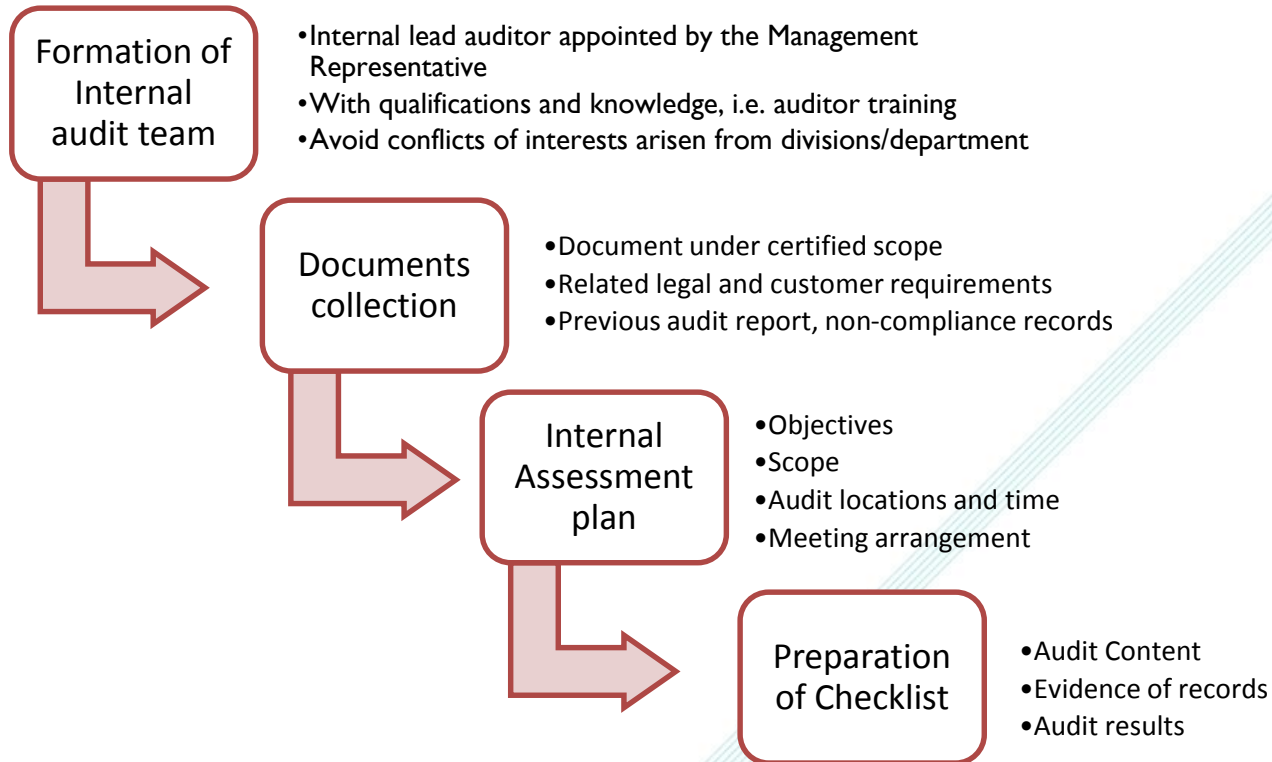 Formation of
Internal
audit team
•Internal lead auditor appointed by the Management
Representative
•With qualifications and knowledge, i.e. auditor training
•Avoid conflicts of interests arisen from divisions/department
Documents
collection
•Document under certified scope
•Related legal and customer requirements
•Previous audit report, non-compliance records
Internal
Assessment
plan
•Objectives
•Scope
•Audit locations and time
•Meeting arrangement
Preparation
of Checklist
•Audit Content
•Evidence of records
•Audit results